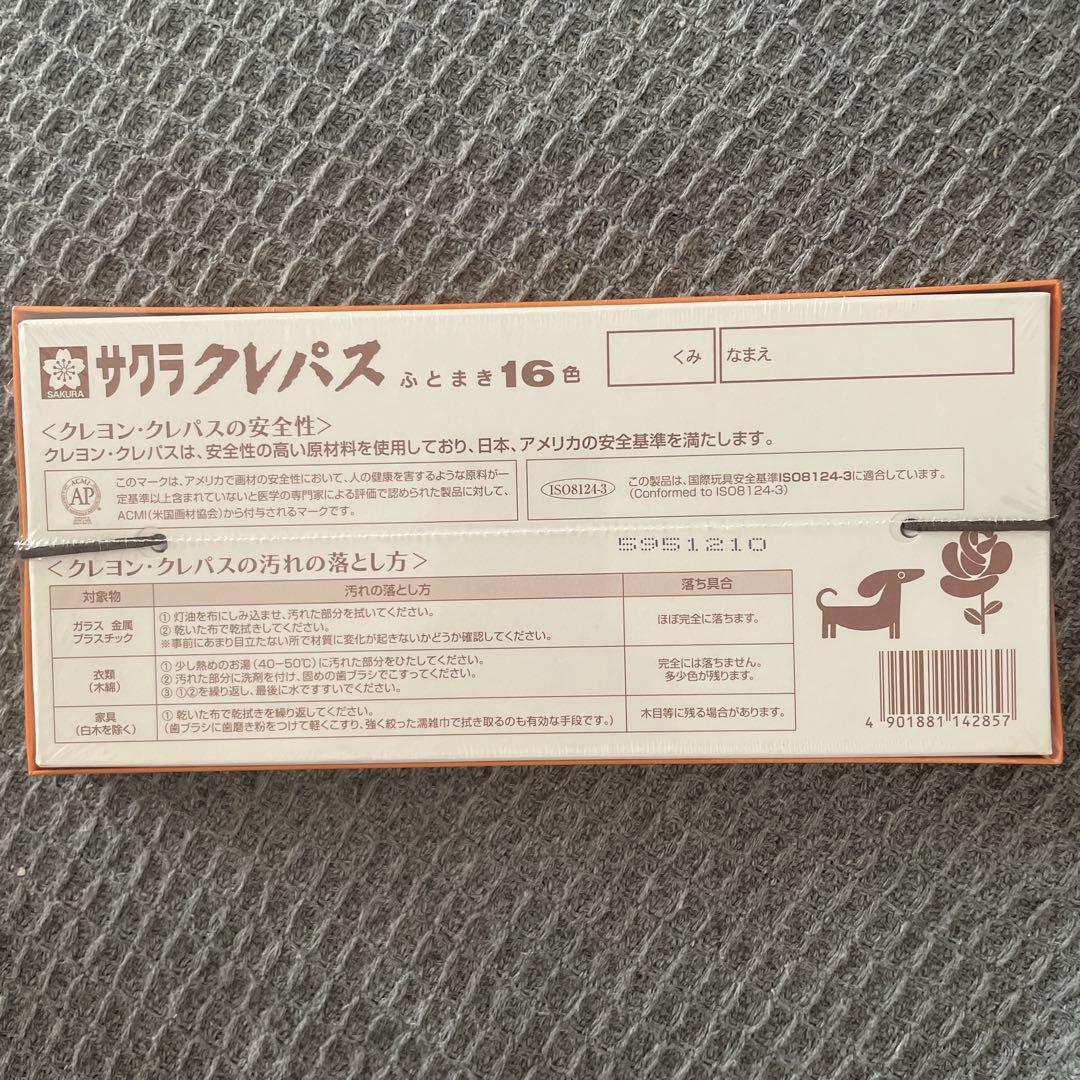 サクラクレパス ふとまき16色
SAKURA
くみ
なまえ
<クレヨン・クレパスの安全性>
クレヨン・クレパスは、安全性の高い原材料を使用しており、日本、アメリカの安全基準を満たします。
ACMI
AP
このマークは、アメリカで画材の安全性において、人の健康を害するような原料が一
定基準以上含まれていないと医学の専門家による評価で認められた製品に対して、
ACMI(米国画材協会)から付与されるマークです。
ISO8124-3
この製品は、国際玩具安全基準ISO8124-3に適合しています。
(Conformed to ISO8124-3)
5951210
<クレヨン・クレパスの汚れの落とし方>
対象物 汚れの落とし方 落ち具合
ガラス 金属
プラスチック
① 灯油を布にしみ込ませ、汚れた部分を拭いてください。
② 乾いた布で乾拭きしてください。
※事前にあまり目立たない所で材質に変化が起きないかどうか確認してください。
ほぼ完全に落ちます。
衣類
(木綿)
① 少し熱めのお湯(40-50℃)に汚れた部分をひたしてください。
② 汚れた部分に洗剤を付け、固めの歯ブラシでこすってください。
③ ①②を繰り返し、最後に水ですすいでください。
完全には落ちません。
多少色が残ります。
家具
(白木を除く)
① 乾いた布で乾拭きを繰り返してください。
(歯ブラシに歯磨き粉をつけて軽くこすり、強く絞った濡雑巾で拭き取るのも有効な手段です。)
木目等に残る場合があります。
4 901881 142857